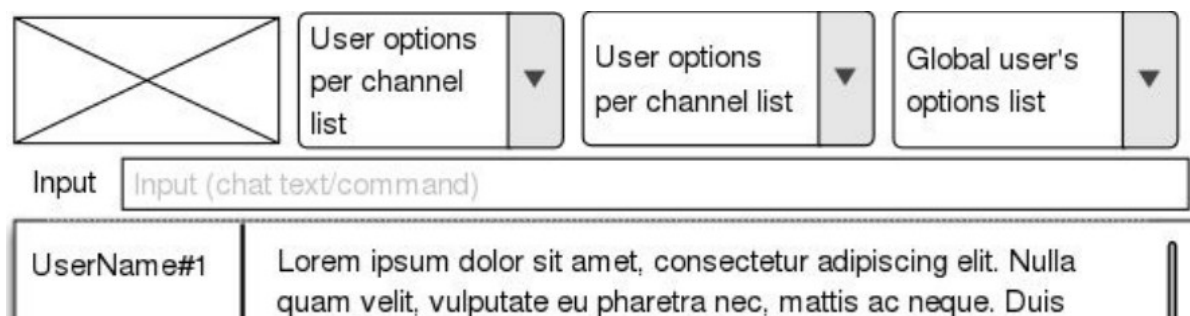 User options
per channel
list
User options
per channel list
Global user's
options list
Input
Input (chat text/command)
UserName#1
Lorem ipsum dolor sit amet, consectetur adipiscing elit. Nulla
quam velit, vulputate eu pharetra nec, mattis ac neque. Duis